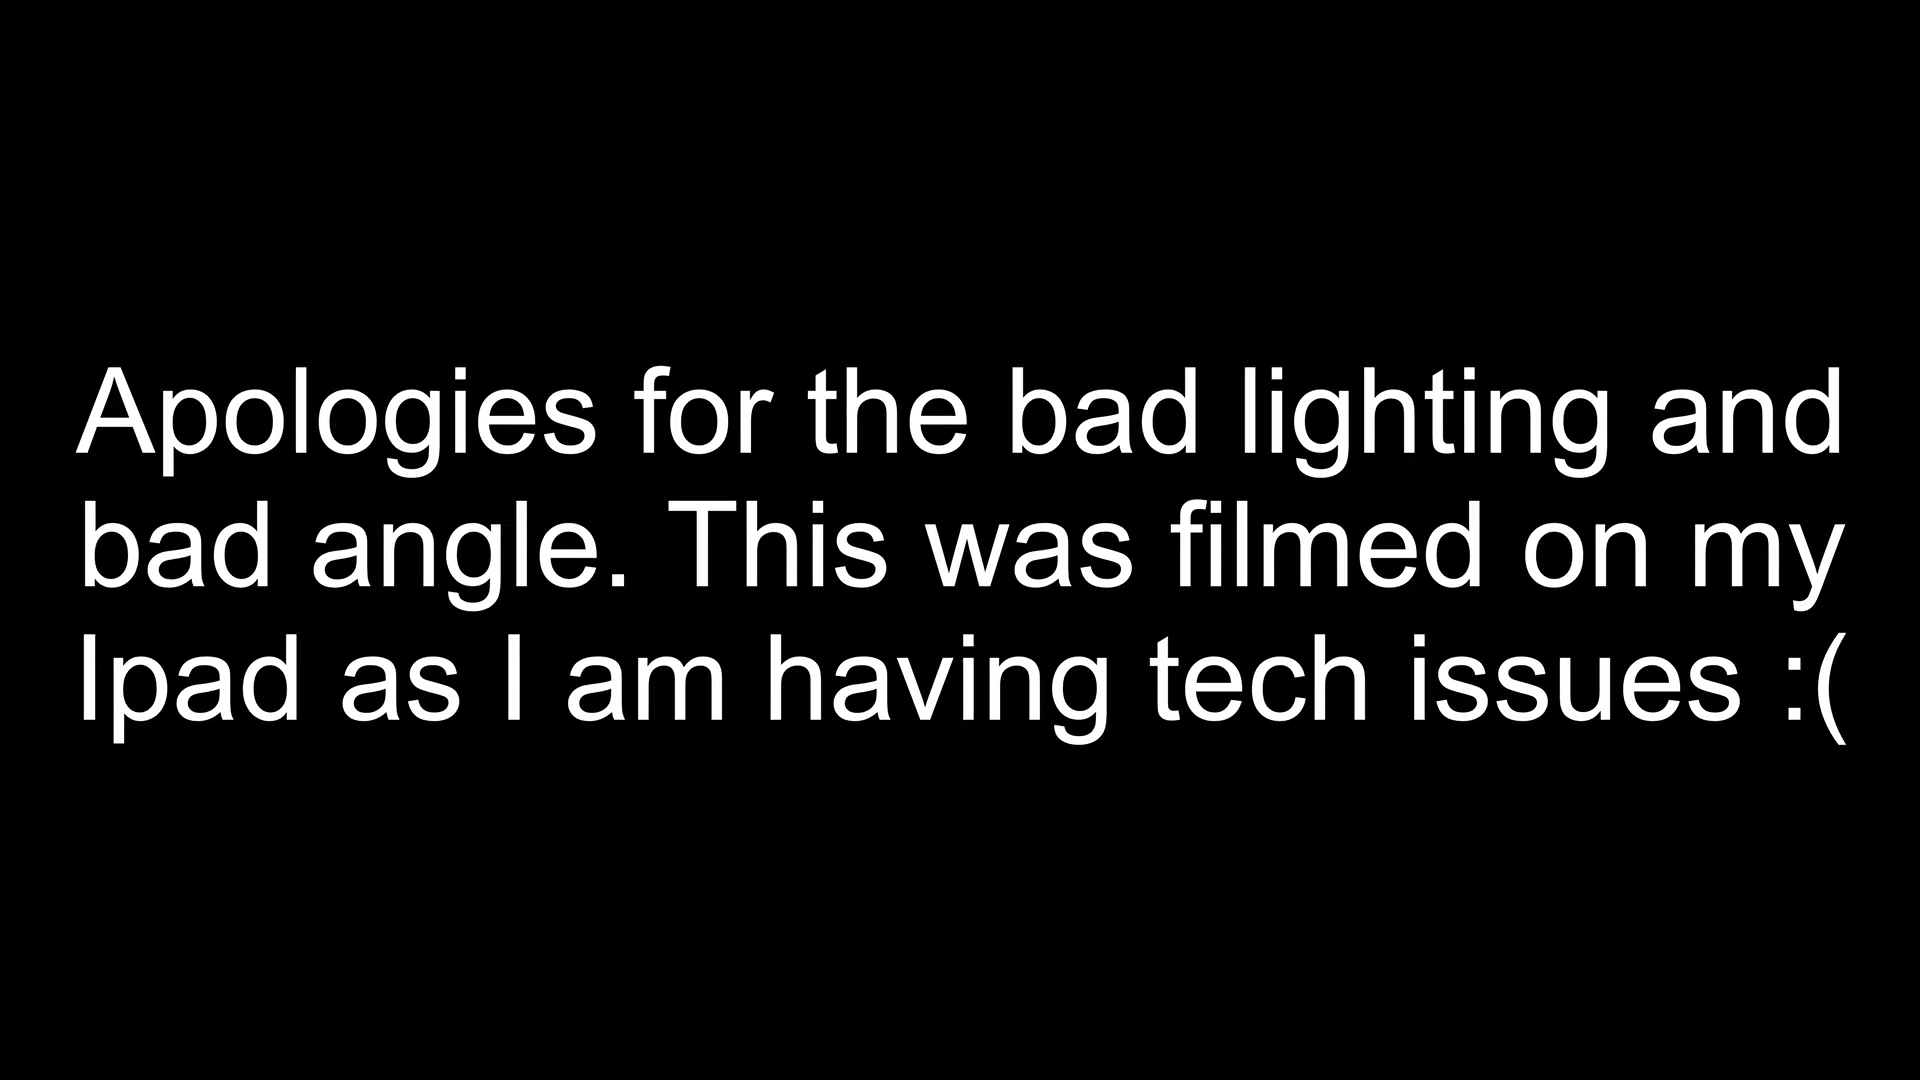 Apologies for the bad lighting and
bad angle. This was filmed on my
Ipad as I am having tech issues :(